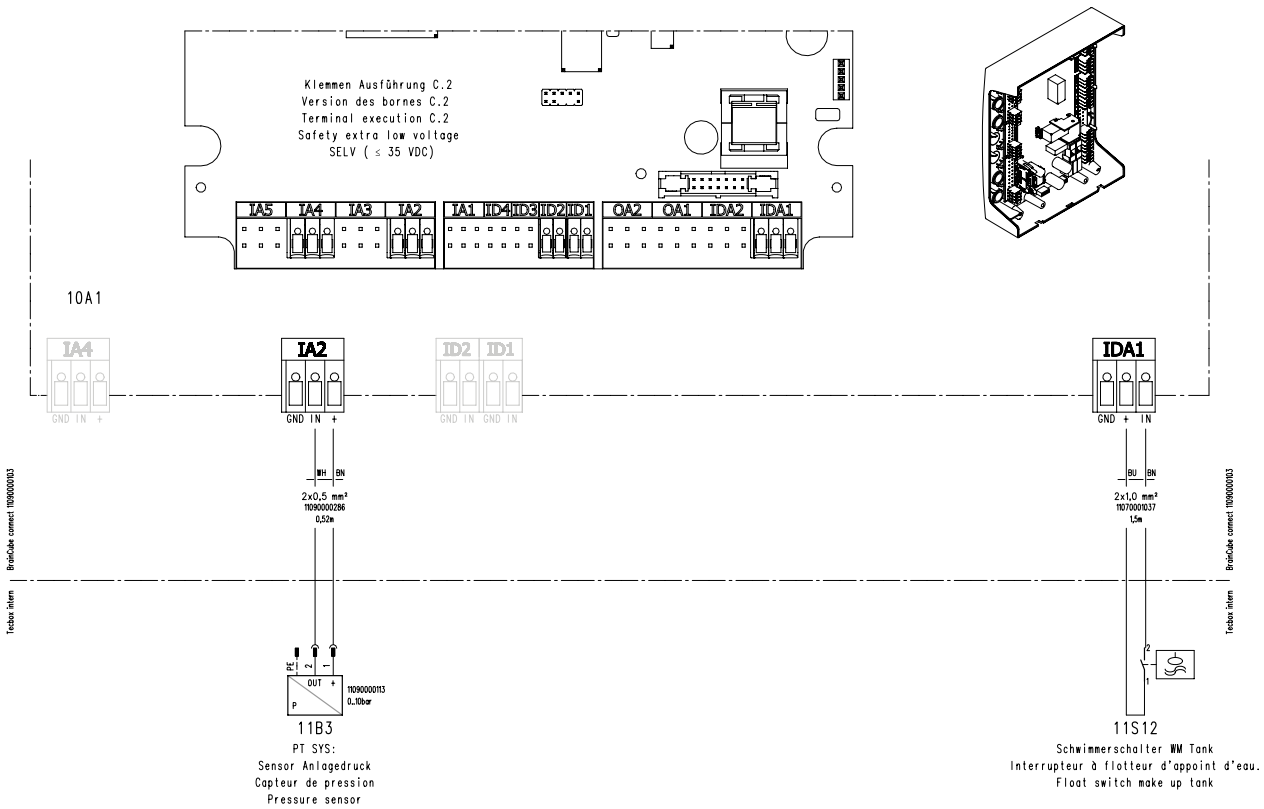 Klemmen Ausführung C.2
Version des bornes C.2
Terminal execution C.2
Safety extra low voltage
SELV ( ≤ 35 VDC)
IA5 IA4 IA3 IA2 IA1 ID4 ID3 ID2 ID1 OA2 OA1 IDA2 IDA1
10A1
IA4 IA2 ID2 ID1 IDA1
GND IN + GND IN + GND IN GND IN GND + IN
WH BN
2x0,5 mm²
11090000286
0,52m
BU BN
2x1,0 mm²
11070001037
1,5m
BrainCube connect 11090000103
BrainCube connect 11090000103
Tecbox intern
Tecbox intern
PE 2 1
OUT +
P
11090000113
0..10bar
11B3
PT SYS:
Sensor Anlagedruck
Capteur de pression
Pressure sensor
2
1
11S12
Schwimmerschalter WM Tank
Interrupteur à flotteur d'appoint d'eau.
Float switch make up tank